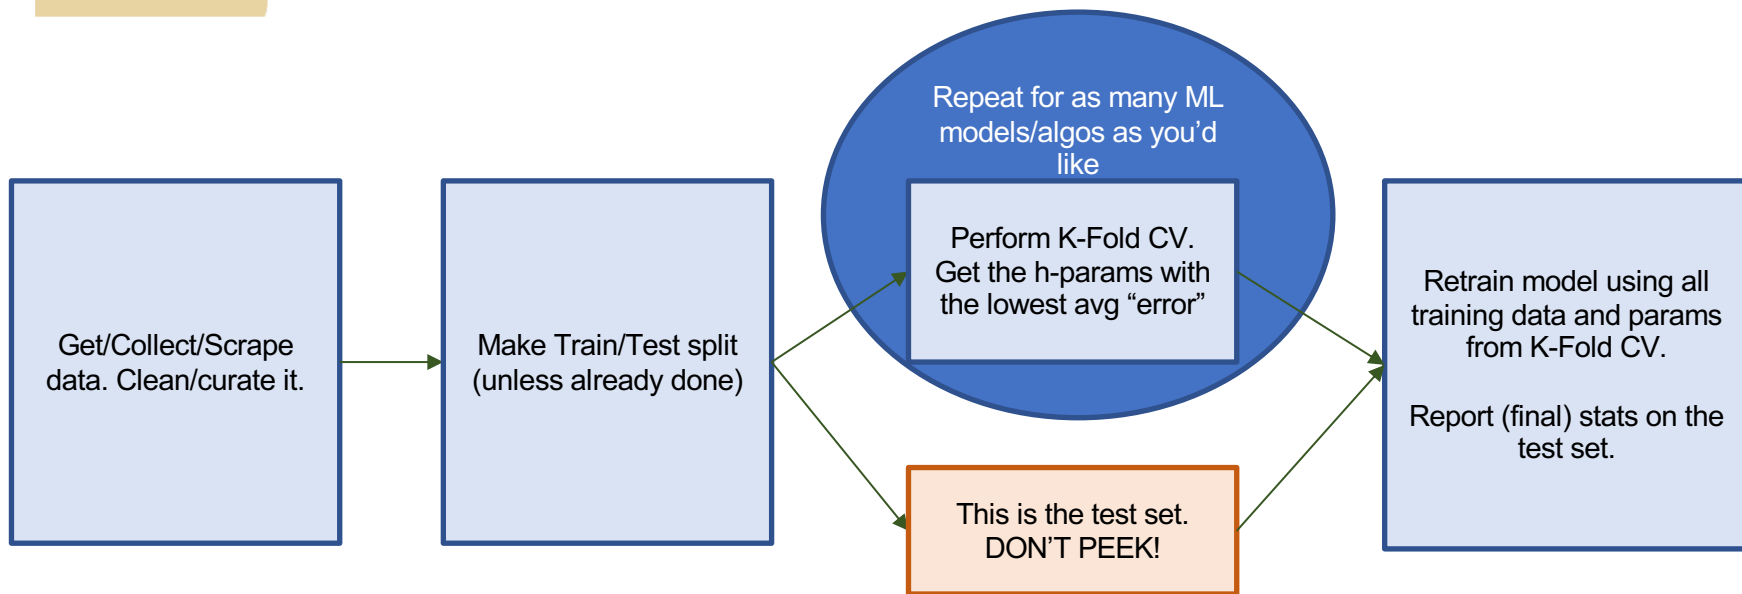 Get/Collect/Scrape
data. Clean/curate it.
Make Train/Test split
(unless already done)
Repeat for as many ML
models/algos as you’d
like
Perform K-Fold CV.
Get the h-params with
the lowest avg “error”
This is the test set.
DON’T PEEK!
Retrain model using all
training data and params
from K-Fold CV.
Report (final) stats on the
test set.